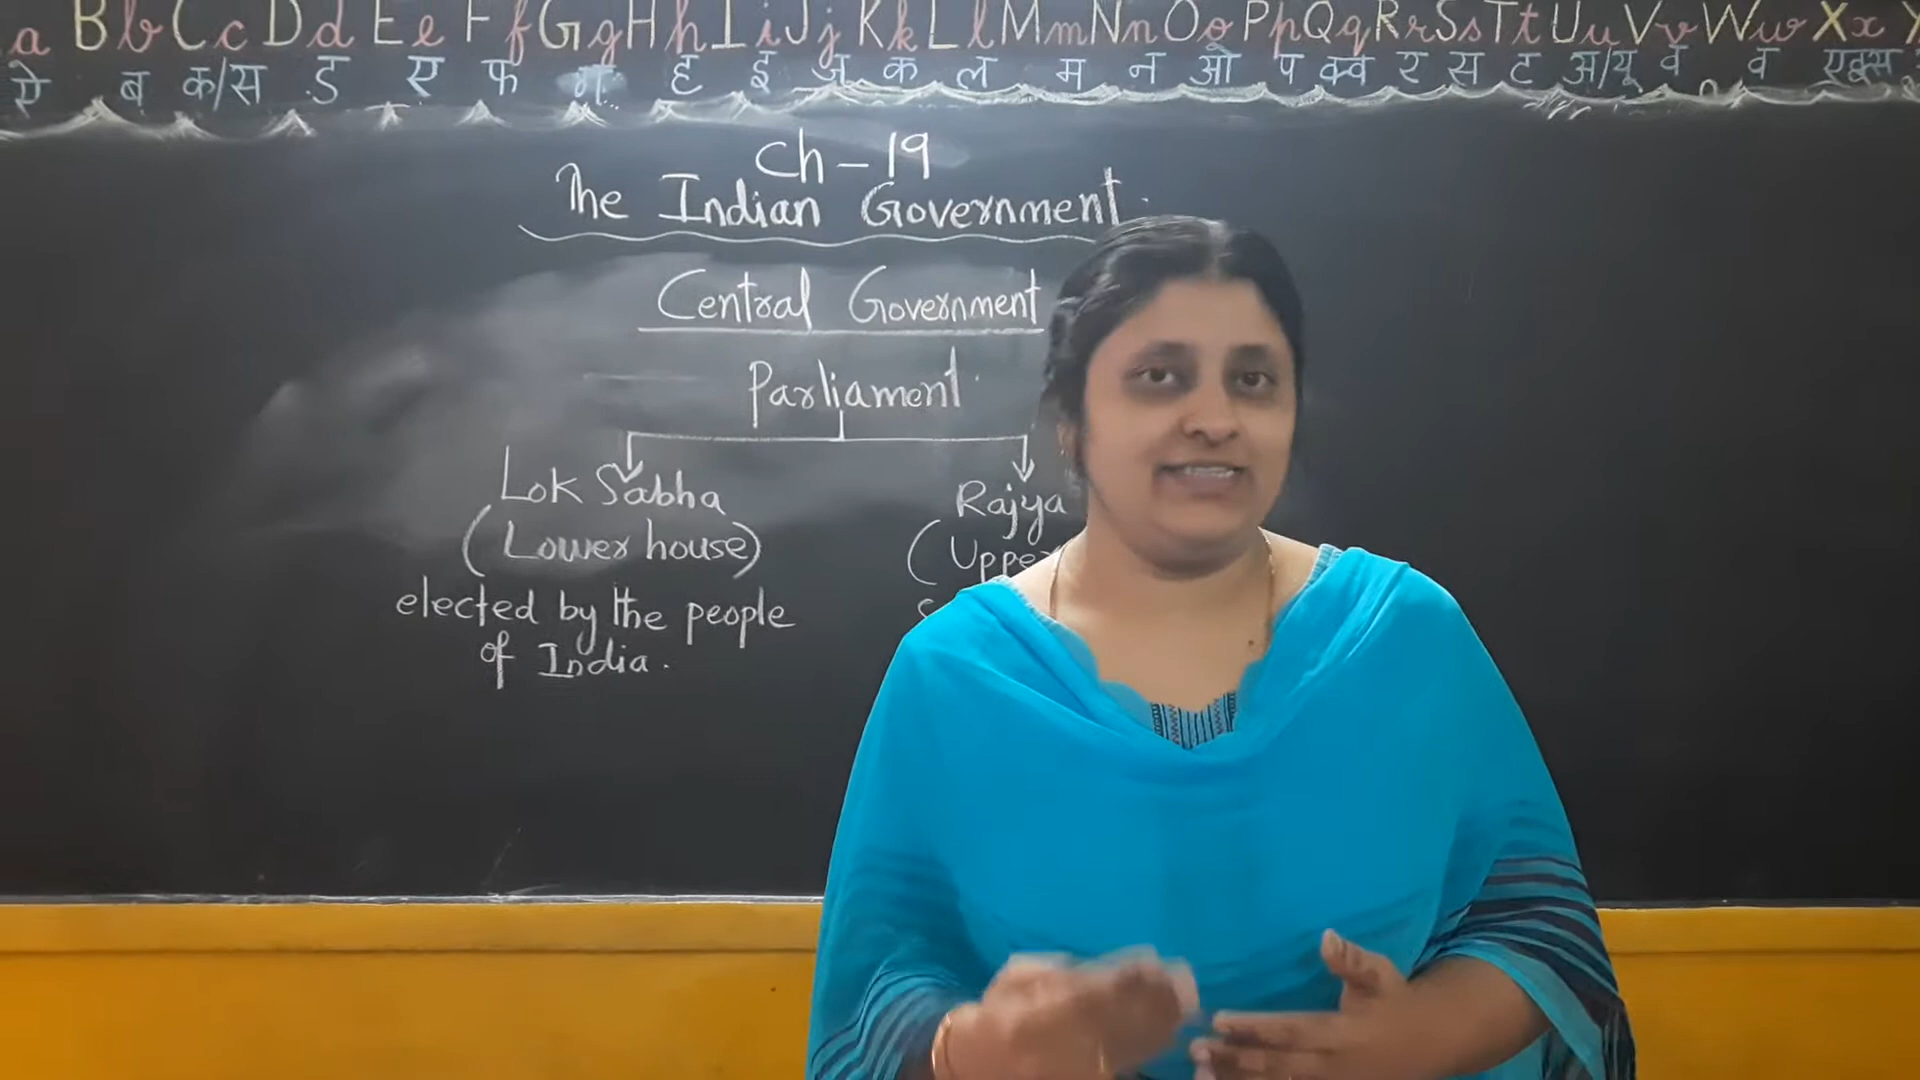 a B b C c D d E e F f G g H h I i J j K k L l M m N n O o P p Q q R r S s T t U u V v W w X x
ऐ ब क/स ड ए फ ग ह इ ज क ल म न ओ प क्व र स ट अ/यू व व एक्स
Ch - 19
The Indian Government
Central Government
Parliament
Lok Sabha Rajya
(Lower house) (
elected by the people
of India.